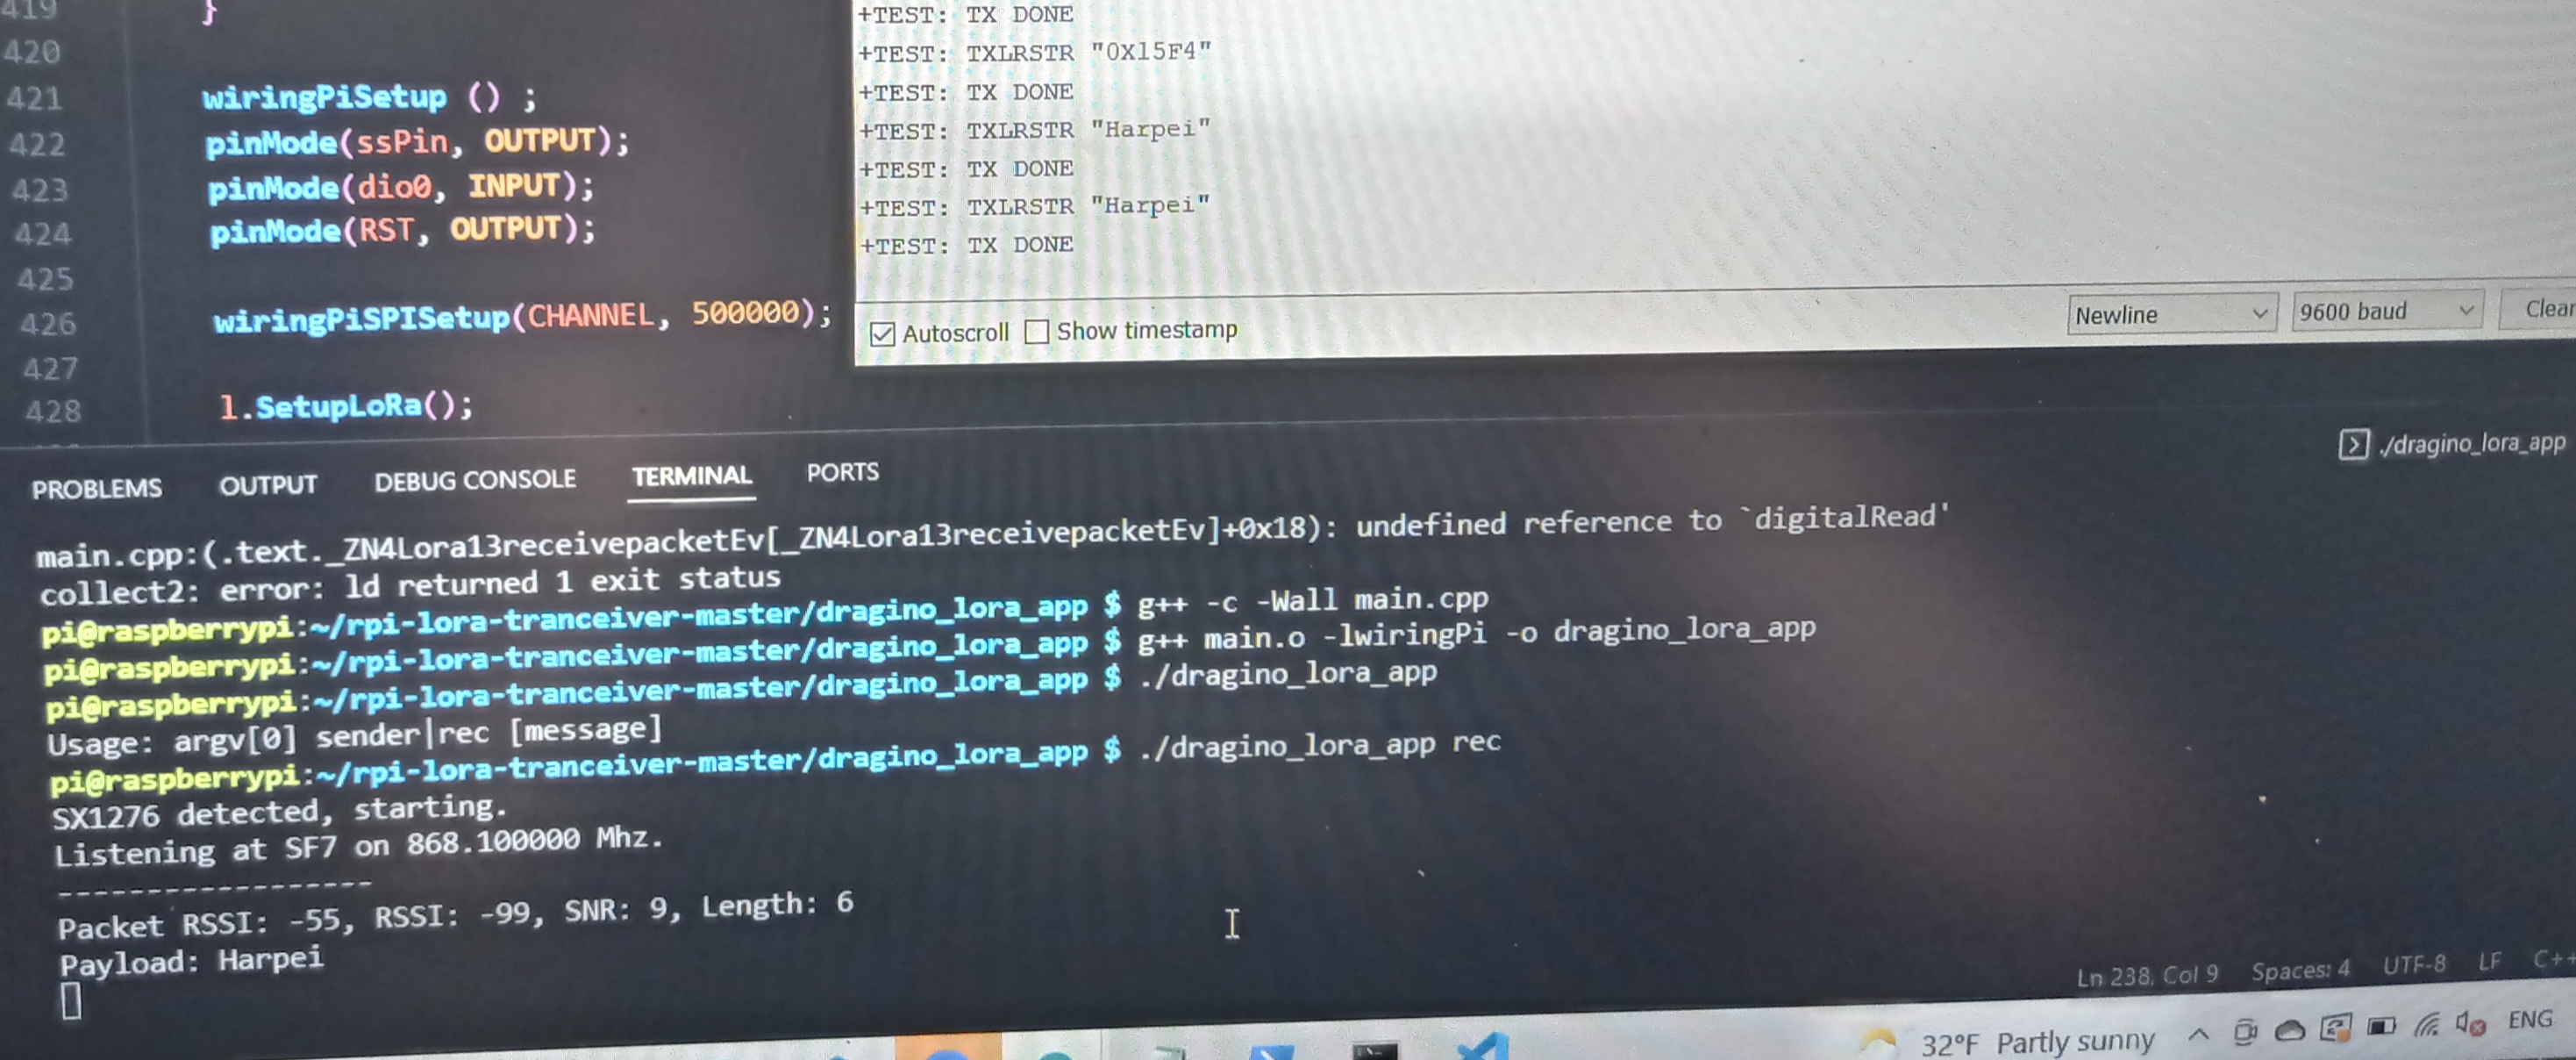 419 }
420
421 wiringPiSetup () ;
422 pinMode(ssPin, OUTPUT);
423 pinMode(dio0, INPUT);
424 pinMode(RST, OUTPUT);
425
426 wiringPiSPISetup(CHANNEL, 500000);
427
428 l.SetupLoRa();
+TEST: TX DONE
+TEST: TXLRSTR "0X15F4"
+TEST: TX DONE
+TEST: TXLRSTR "Harpei"
+TEST: TX DONE
+TEST: TXLRSTR "Harpei"
+TEST: TX DONE
Autoscroll Show timestamp Newline 9600 baud Clear
./dragino_lora_app
PROBLEMS OUTPUT DEBUG CONSOLE TERMINAL PORTS
main.cpp:(.text._ZN4Lora13receivepacketEv[_ZN4Lora13receivepacketEv]+0x18): undefined reference to `digitalRead'
collect2: error: ld returned 1 exit status
pi@raspberrypi:~/rpi-lora-tranceiver-master/dragino_lora_app $ g++ -c -Wall main.cpp
pi@raspberrypi:~/rpi-lora-tranceiver-master/dragino_lora_app $ g++ main.o -lwiringPi -o dragino_lora_app
pi@raspberrypi:~/rpi-lora-tranceiver-master/dragino_lora_app $ ./dragino_lora_app
Usage: argv[0] sender|rec [message]
pi@raspberrypi:~/rpi-lora-tranceiver-master/dragino_lora_app $ ./dragino_lora_app rec
SX1276 detected, starting.
Listening at SF7 on 868.100000 Mhz.
------------------
Packet RSSI: -55, RSSI: -99, SNR: 9, Length: 6
Payload: Harpei
Ln 238, Col 9 Spaces: 4 UTF-8 LF C++
32°F Partly sunny ENG